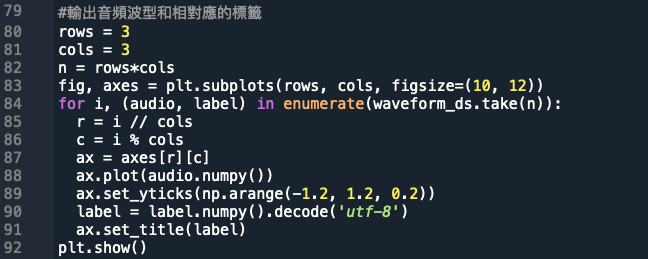 79 #輸出音頻波型和相對應的標籤
80 rows = 3
81 cols = 3
82 n = rows*cols
83 fig, axes = plt.subplots(rows, cols, figsize=(10, 12))
84 for i, (audio, label) in enumerate(waveform_ds.take(n)):
85   r = i // cols
86   c = i % cols
87   ax = axes[r][c]
88   ax.plot(audio.numpy())
89   ax.set_yticks(np.arange(-1.2, 1.2, 0.2))
90   label = label.numpy().decode('utf-8')
91   ax.set_title(label)
92 plt.show()